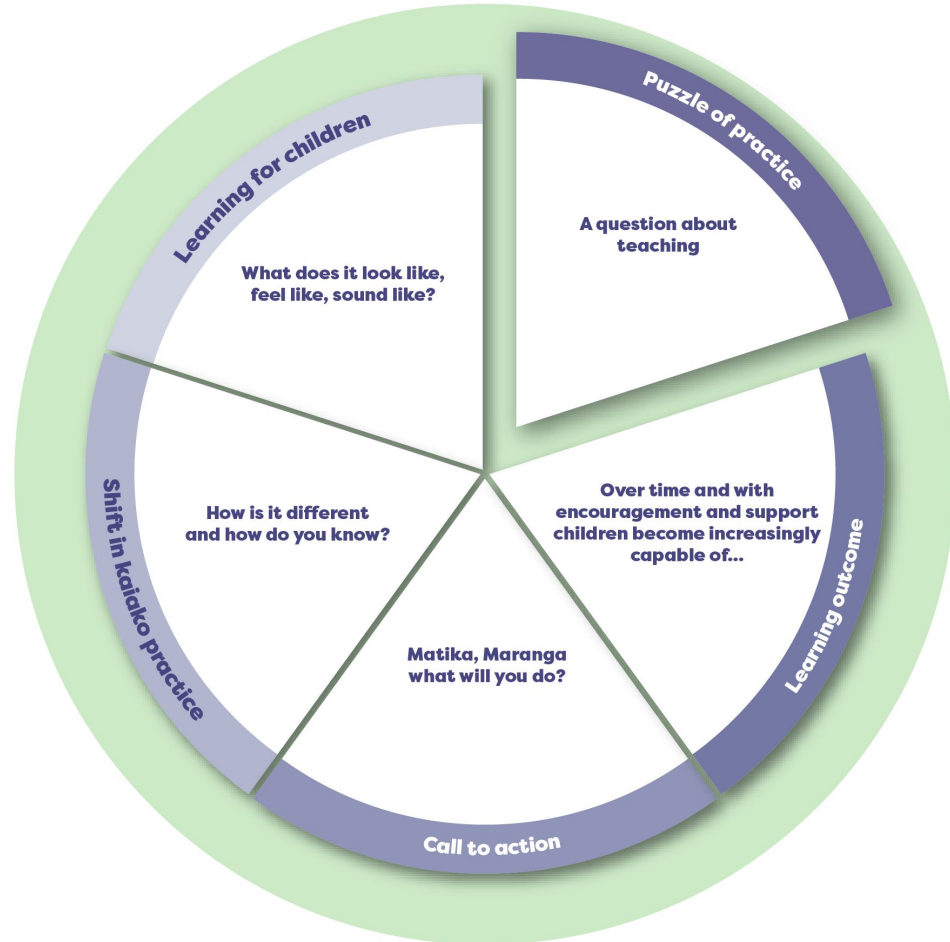 Puzzle of practice
A question about
teaching
Learning outcome
Over time and with
encouragement and support
children become increasingly
capable of...
Call to action
Matika, Maranga
what will you do?
Shift in kaiako practice
How is it different
and how do you know?
Learning for children
What does it look like,
feel like, sound like?